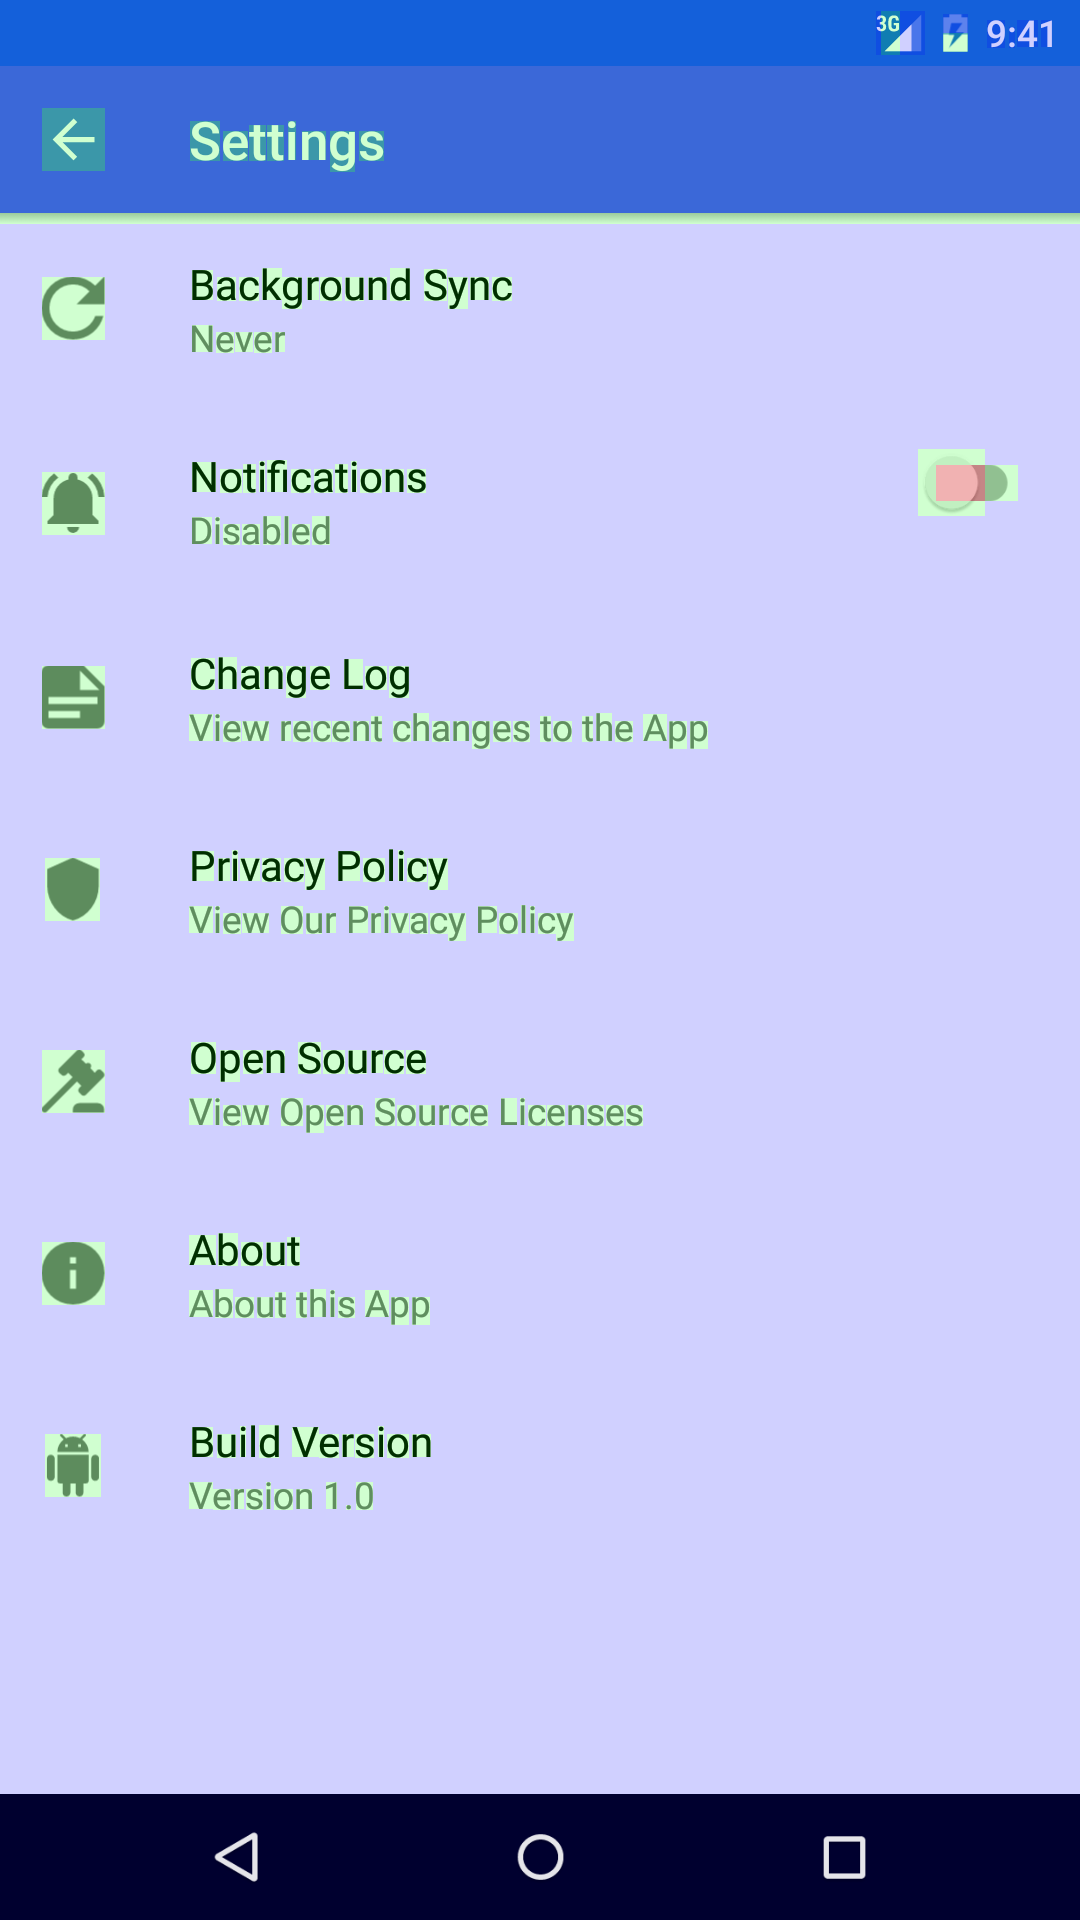 3G 9:41
Settings
Background Sync
Never
Notifications
Disabled
Change Log
View recent changes to the App
Privacy Policy
View Our Privacy Policy
Open Source
View Open Source Licenses
About
About this App
Build Version
Version 1.0